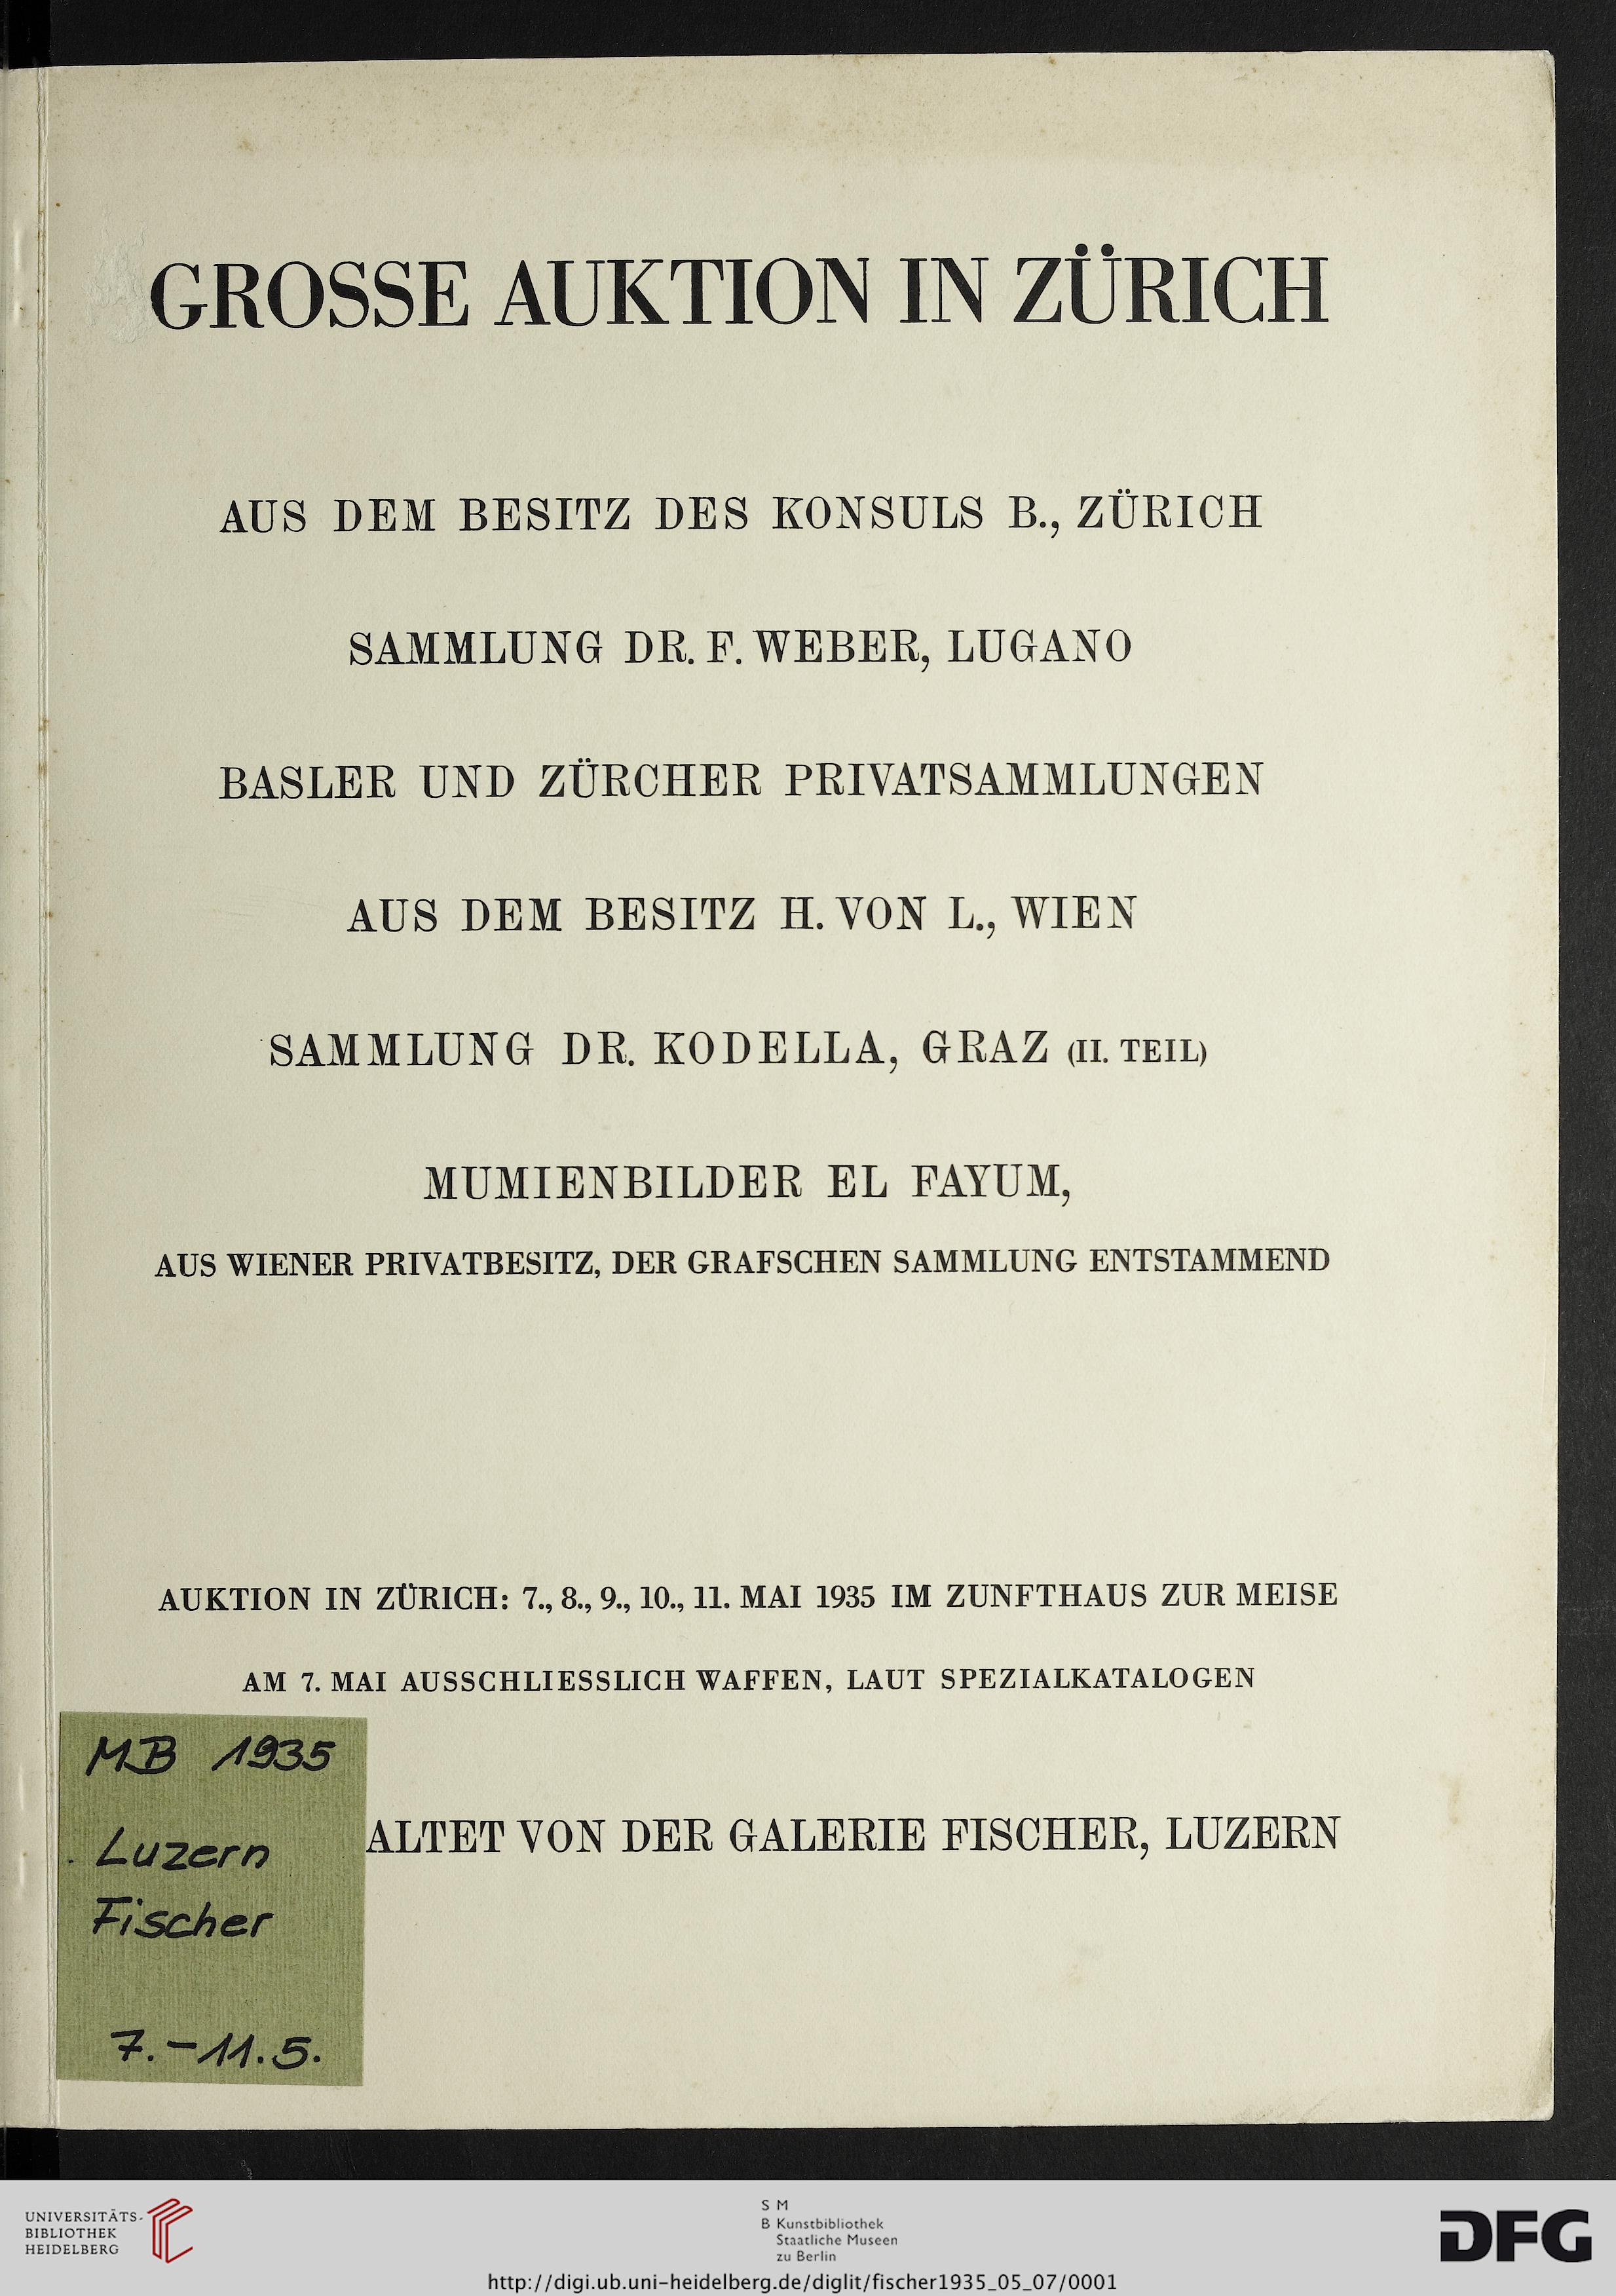 GROSSE AUKTION IN ZÜRICH
AUS DEM BESITZ DES KONSULS B., ZÜRICH
SAMMLUNG DR. F. WEBER, LUGANO
BASLER UND ZÜRCHER PRIVATSAMMLUNGEN
AUS DEM BESITZ H. VON L., WIEN
SAMMLUNG DR. KODELLA, GRAZ (II. TEIL)
MUMIENBILDER EL FAYUM,
AUS WIENER PRIVATBESITZ, DER GRAFSCHEN SAMMLUNG ENTSTAMMEND
AUKTION IN ZÜRICH: 7., 8., 9., 10., 11. MAI 1935 IM ZUNFTHAUS ZUR MEISE
AM 7. MAI AUSSCHLIESSLICH WAFFEN, LAUT SPEZIALKATALOGEN
ALTET VON DER GALERIE FISCHER, LUZERN
MB 1935
Luzern
Fischer
7.-11.5.
UNIVERSITÄTS-
BIBLIOTHEK
HEIDELBERG
S M
B Kunstbibliothek
Staatliche Museen
zu Berlin
DFG
http://digi.ub.uni-heidelberg.de/diglit/fischer1935_05_07/0001